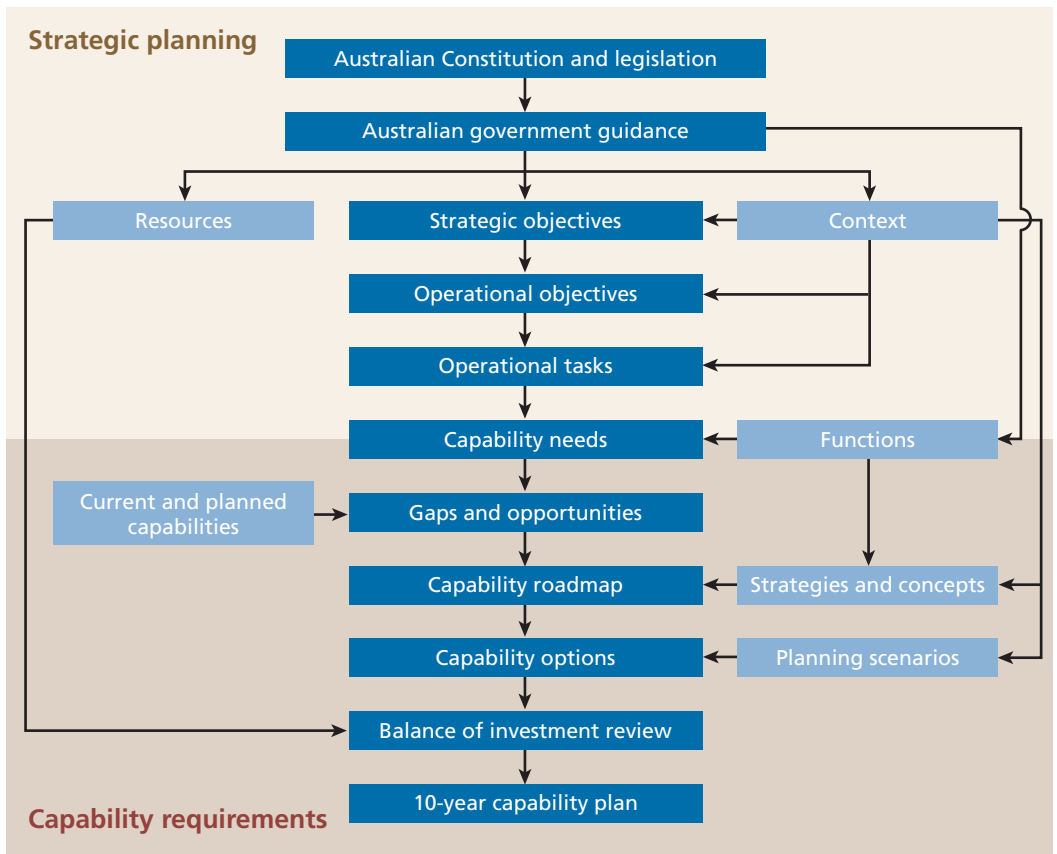 Strategic planning
Australian Constitution and legislation
Australian government guidance
Resources
Strategic objectives
Context
Operational objectives
Operational tasks
Capability needs
Functions
Current and planned
capabilities
Gaps and opportunities
Capability roadmap
Strategies and concepts
Capability options
Planning scenarios
Balance of investment review
10-year capability plan
Capability requirements